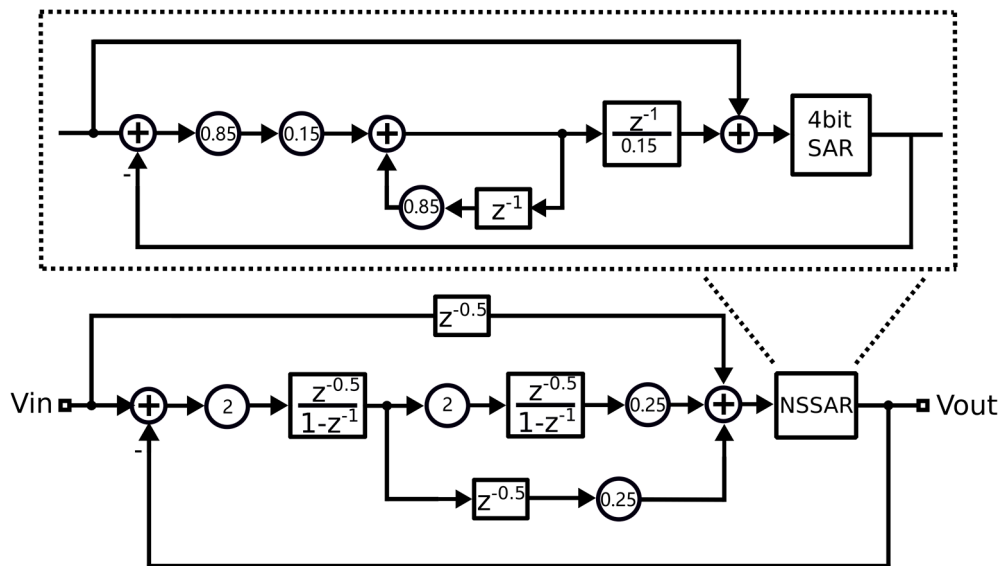 z-1
0.85 0.15 0.15 4bit
SAR
-
0.85 z-1
z-0.5
Vin 2 z-0.5 2 z-0.5 0.25 NSSAR Vout
1-z-1 1-z-1
-
z-0.5 0.25